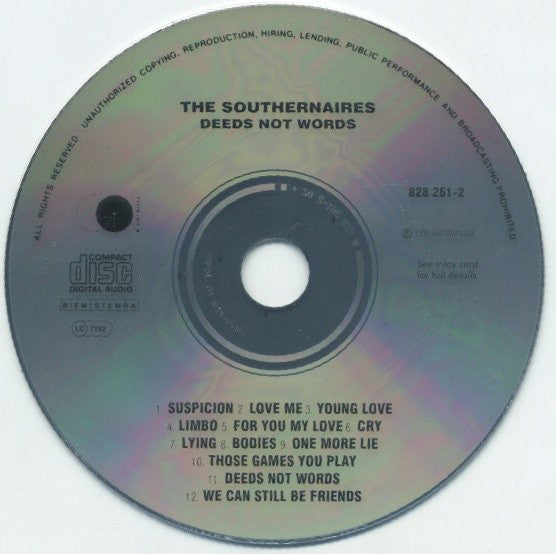 ALL RIGHTS RESERVED · UNAUTHORIZED COPYING, REPRODUCTION, HIRING, LENDING, PUBLIC PERFORMANCE AND BROADCASTING PROHIBITED ·
THE SOUTHERNAIRES
DEEDS NOT WORDS
828 261-2
See inlay card
for full details
COMPACT
disc
DIGITAL AUDIO
BIEM STEMRA
LC 7192
1. SUSPICION 2. LOVE ME 3. YOUNG LOVE
4. LIMBO 5. FOR YOU MY LOVE 6. CRY
7. LYING 8. BODIES 9. ONE MORE LIE
10. THOSE GAMES YOU PLAY
11. DEEDS NOT WORDS
12. WE CAN STILL BE FRIENDS